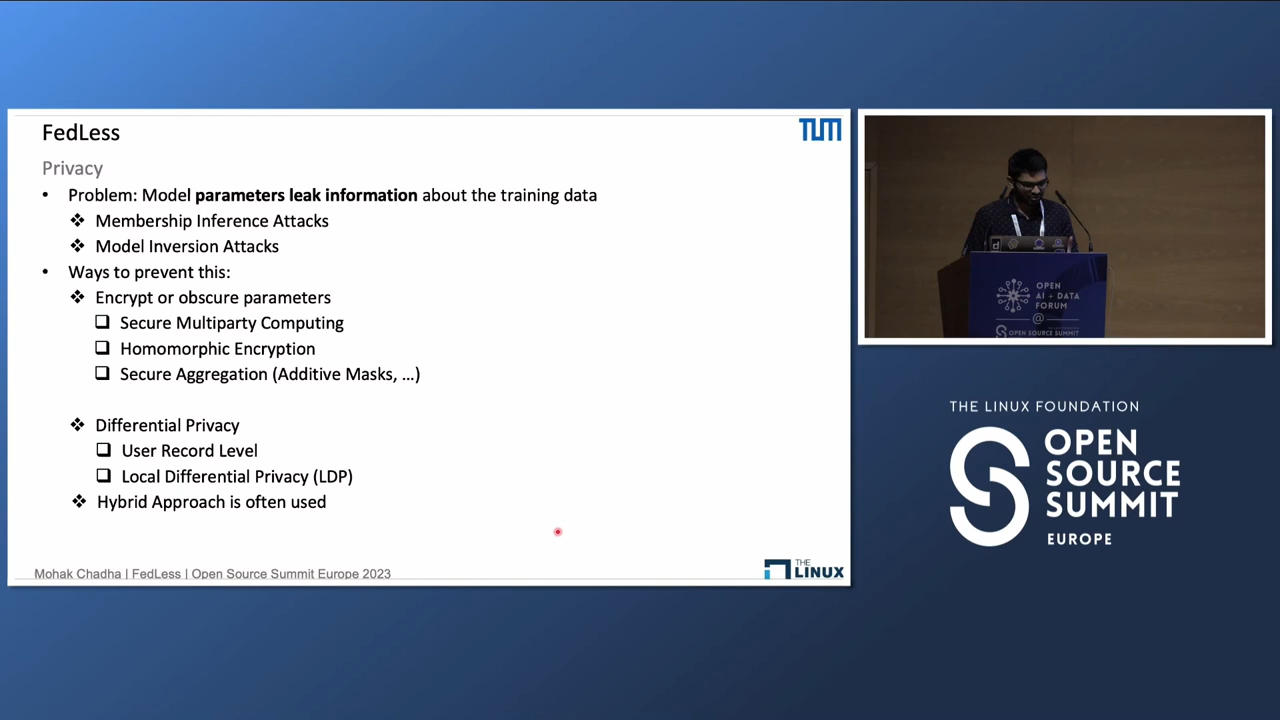 FedLess
TUM
Privacy
• Problem: Model parameters leak information about the training data
❖ Membership Inference Attacks
❖ Model Inversion Attacks
• Ways to prevent this:
❖ Encrypt or obscure parameters
❑ Secure Multiparty Computing
❑ Homomorphic Encryption
❑ Secure Aggregation (Additive Masks, ...)
❖ Differential Privacy
❑ User Record Level
❑ Local Differential Privacy (LDP)
❖ Hybrid Approach is often used
Mohak Chadha | FedLess | Open Source Summit Europe 2023
THE
LINUX
OPEN
AI + DATA
FORUM
@
OPEN SOURCE SUMMIT
THE LINUX FOUNDATION
OPEN
SOURCE
SUMMIT
EUROPE